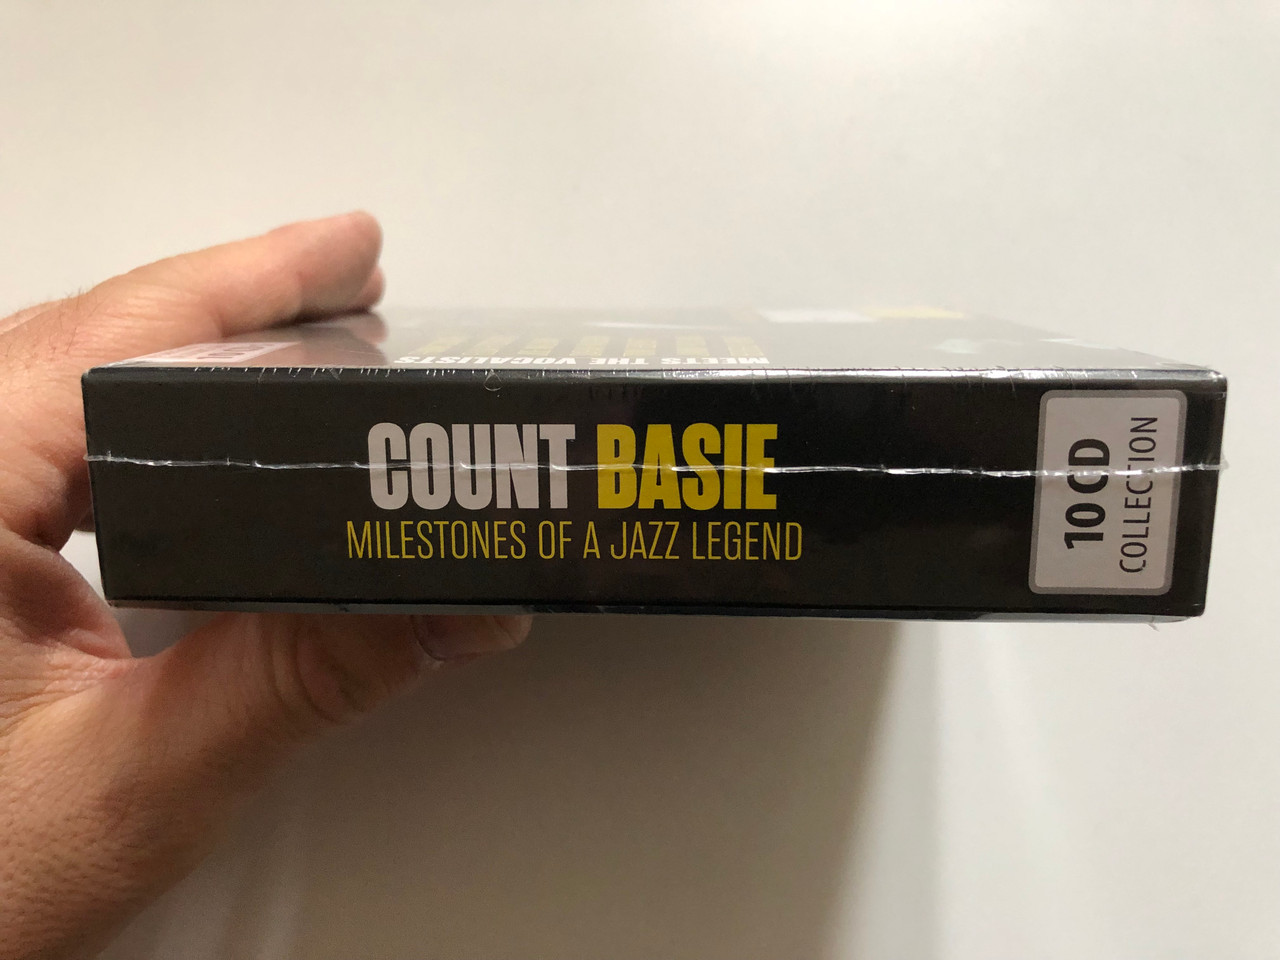 MEETS THE VOCALISTS
COUNT BASIE
MILESTONES OF A JAZZ LEGEND
10 CD
COLLECTION